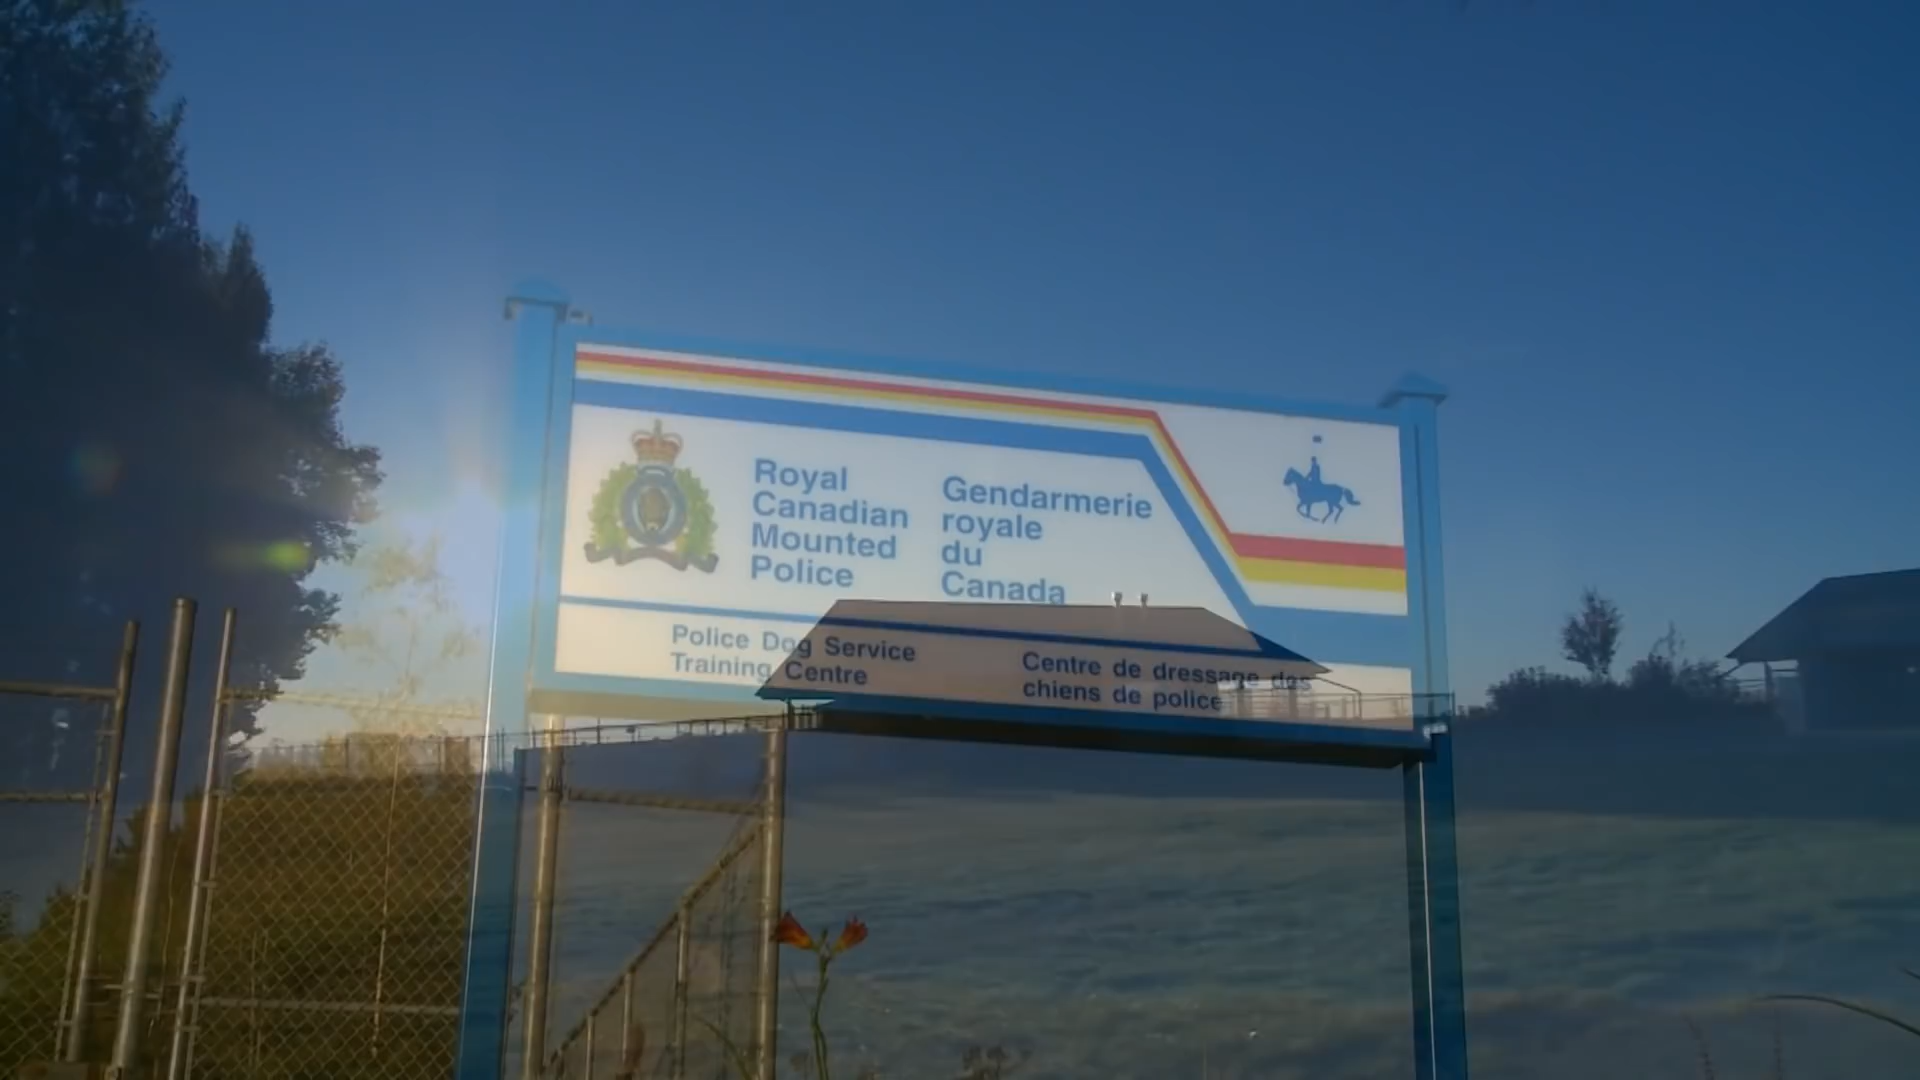 Royal
Canadian
Mounted
Police
Gendarmerie
royale
du
Canada
Police Dog Service
Training Centre
Centre de dressage des
chiens de police